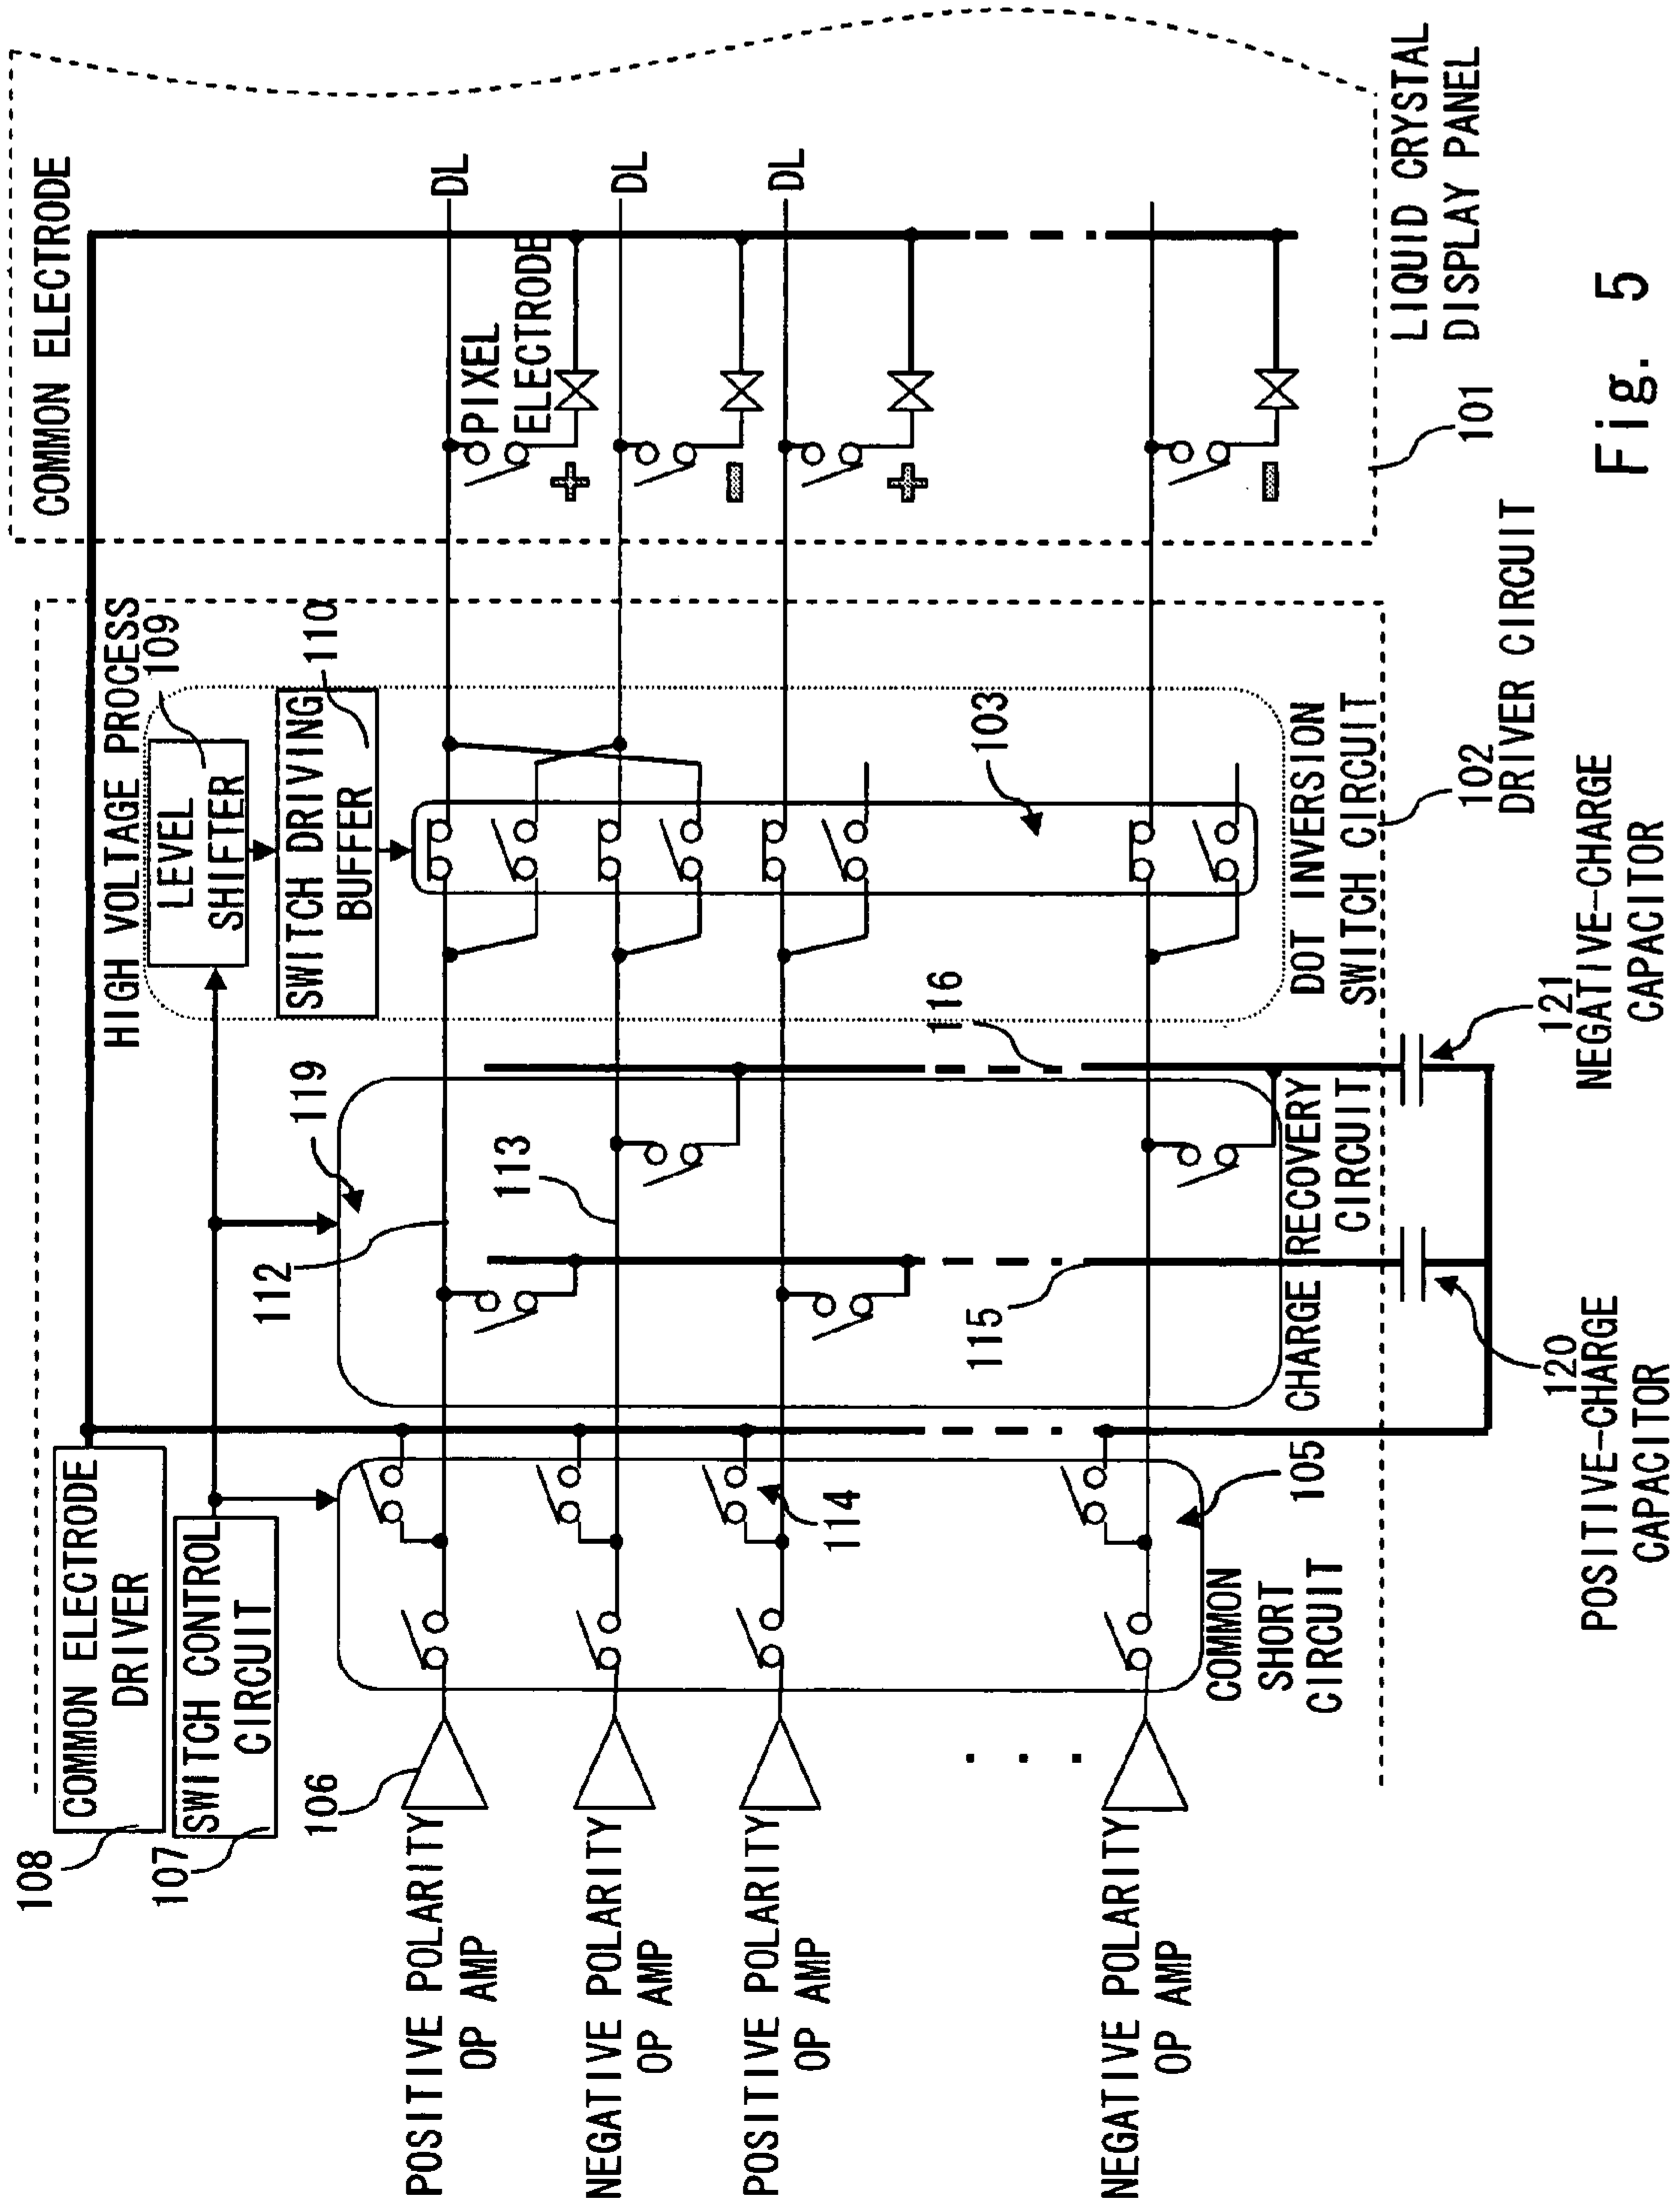 COMMON ELECTRODE
HIGH VOLTAGE PROCESS
COMMON ELECTRODE
DRIVER
108
SWITCH CONTROL
CIRCUIT
107
LEVEL
SHIFTER
109
SWITCH DRIVING
BUFFER
110
106
112
113
119
116
115
114
105
103
DL
DL
DL
PIXEL
ELECTRODE
+
-
+
-
POSITIVE POLARITY
OP AMP
NEGATIVE POLARITY
OP AMP
POSITIVE POLARITY
OP AMP
NEGATIVE POLARITY
OP AMP
. . .
COMMON
SHORT
CIRCUIT
CHARGE RECOVERY
CIRCUIT
DOT INVERSION
SWITCH CIRCUIT
102
DRIVER CIRCUIT
101
LIQUID CRYSTAL
DISPLAY PANEL
120
POSITIVE-CHARGE
CAPACITOR
121
NEGATIVE-CHARGE
CAPACITOR
Fig. 5